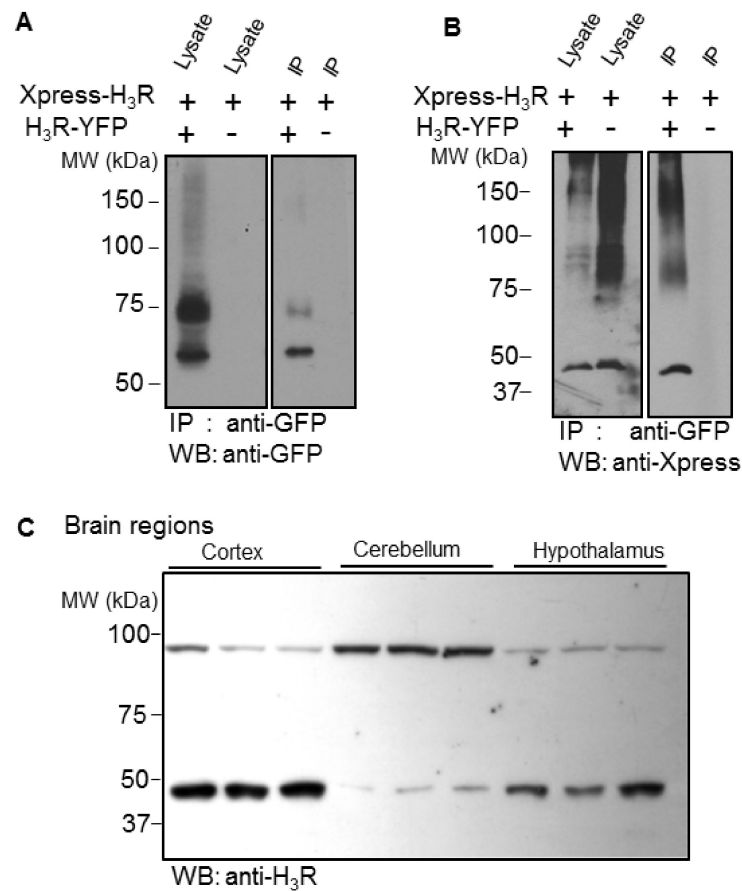 A
Lysate Lysate IP IP
Xpress-H₃R + + + +
H₃R-YFP + - + -
MW (kDa)
150
100
75
50
IP : anti-GFP
WB: anti-GFP
B
Lysate Lysate IP IP
Xpress-H₃R + + + +
H₃R-YFP + - + -
MW (kDa)
150
100
75
50
37
IP : anti-GFP
WB: anti-Xpress
C Brain regions
Cortex Cerebellum Hypothalamus
MW (kDa)
100
75
50
37
WB: anti-H₃R